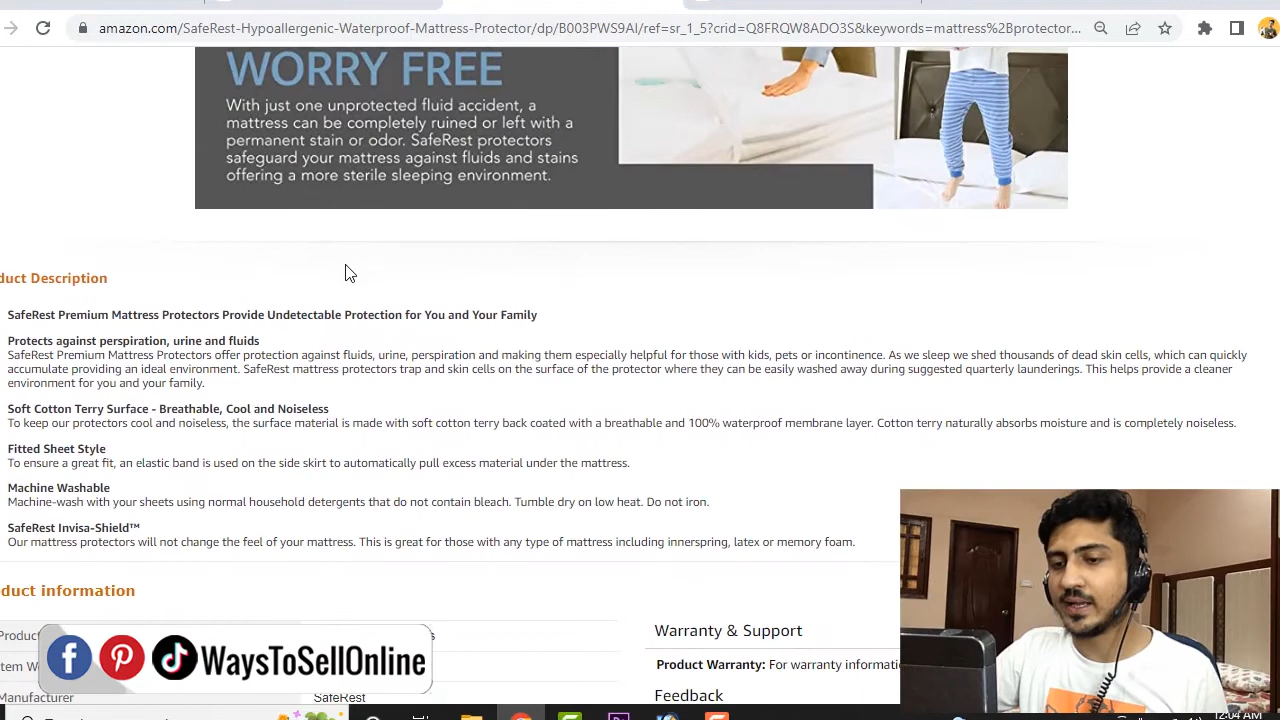 amazon.com/SafeRest-Hypoallergenic-Waterproof-Mattress-Protector/dp/B003PWS9AI/ref=sr_1_5?crid=Q8FRQW8ADO3S&keywords=mattress%2Bprotector...
WORRY FREE
With just one unprotected fluid accident, a
mattress can be completely ruined or left with a
permanent stain or odor. SafeRest protectors
safeguard your mattress against fluids and stains
offering a more sterile sleeping environment.
duct Description
SafeRest Premium Mattress Protectors Provide Undetectable Protection for You and Your Family
Protects against perspiration, urine and fluids
SafeRest Premium Mattress Protectors offer protection against fluids, urine, perspiration and making them especially helpful for those with kids, pets or incontinence. As we sleep we shed thousands of dead skin cells, which can quickly
accumulate providing an ideal environment. SafeRest mattress protectors trap and skin cells on the surface of the protector where they can be easily washed away during suggested quarterly launderings. This helps provide a cleaner
environment for you and your family.
Soft Cotton Terry Surface - Breathable, Cool and Noiseless
To keep our protectors cool and noiseless, the surface material is made with soft cotton terry back coated with a breathable and 100% waterproof membrane layer. Cotton terry naturally absorbs moisture and is completely noiseless.
Fitted Sheet Style
To ensure a great fit, an elastic band is used on the side skirt to automatically pull excess material under the mattress.
Machine Washable
Machine-wash with your sheets using normal household detergents that do not contain bleach. Tumble dry on low heat. Do not iron.
SafeRest Invisa-Shield™
Our mattress protectors will not change the feel of your mattress. This is great for those with any type of mattress including innerspring, latex or memory foam.
duct information
Produc
s
Warranty & Support
WaysToSellOnline
tem W
Product Warranty: For warranty informati
Manufacturer
SafeRest
Feedback
12:04 AM